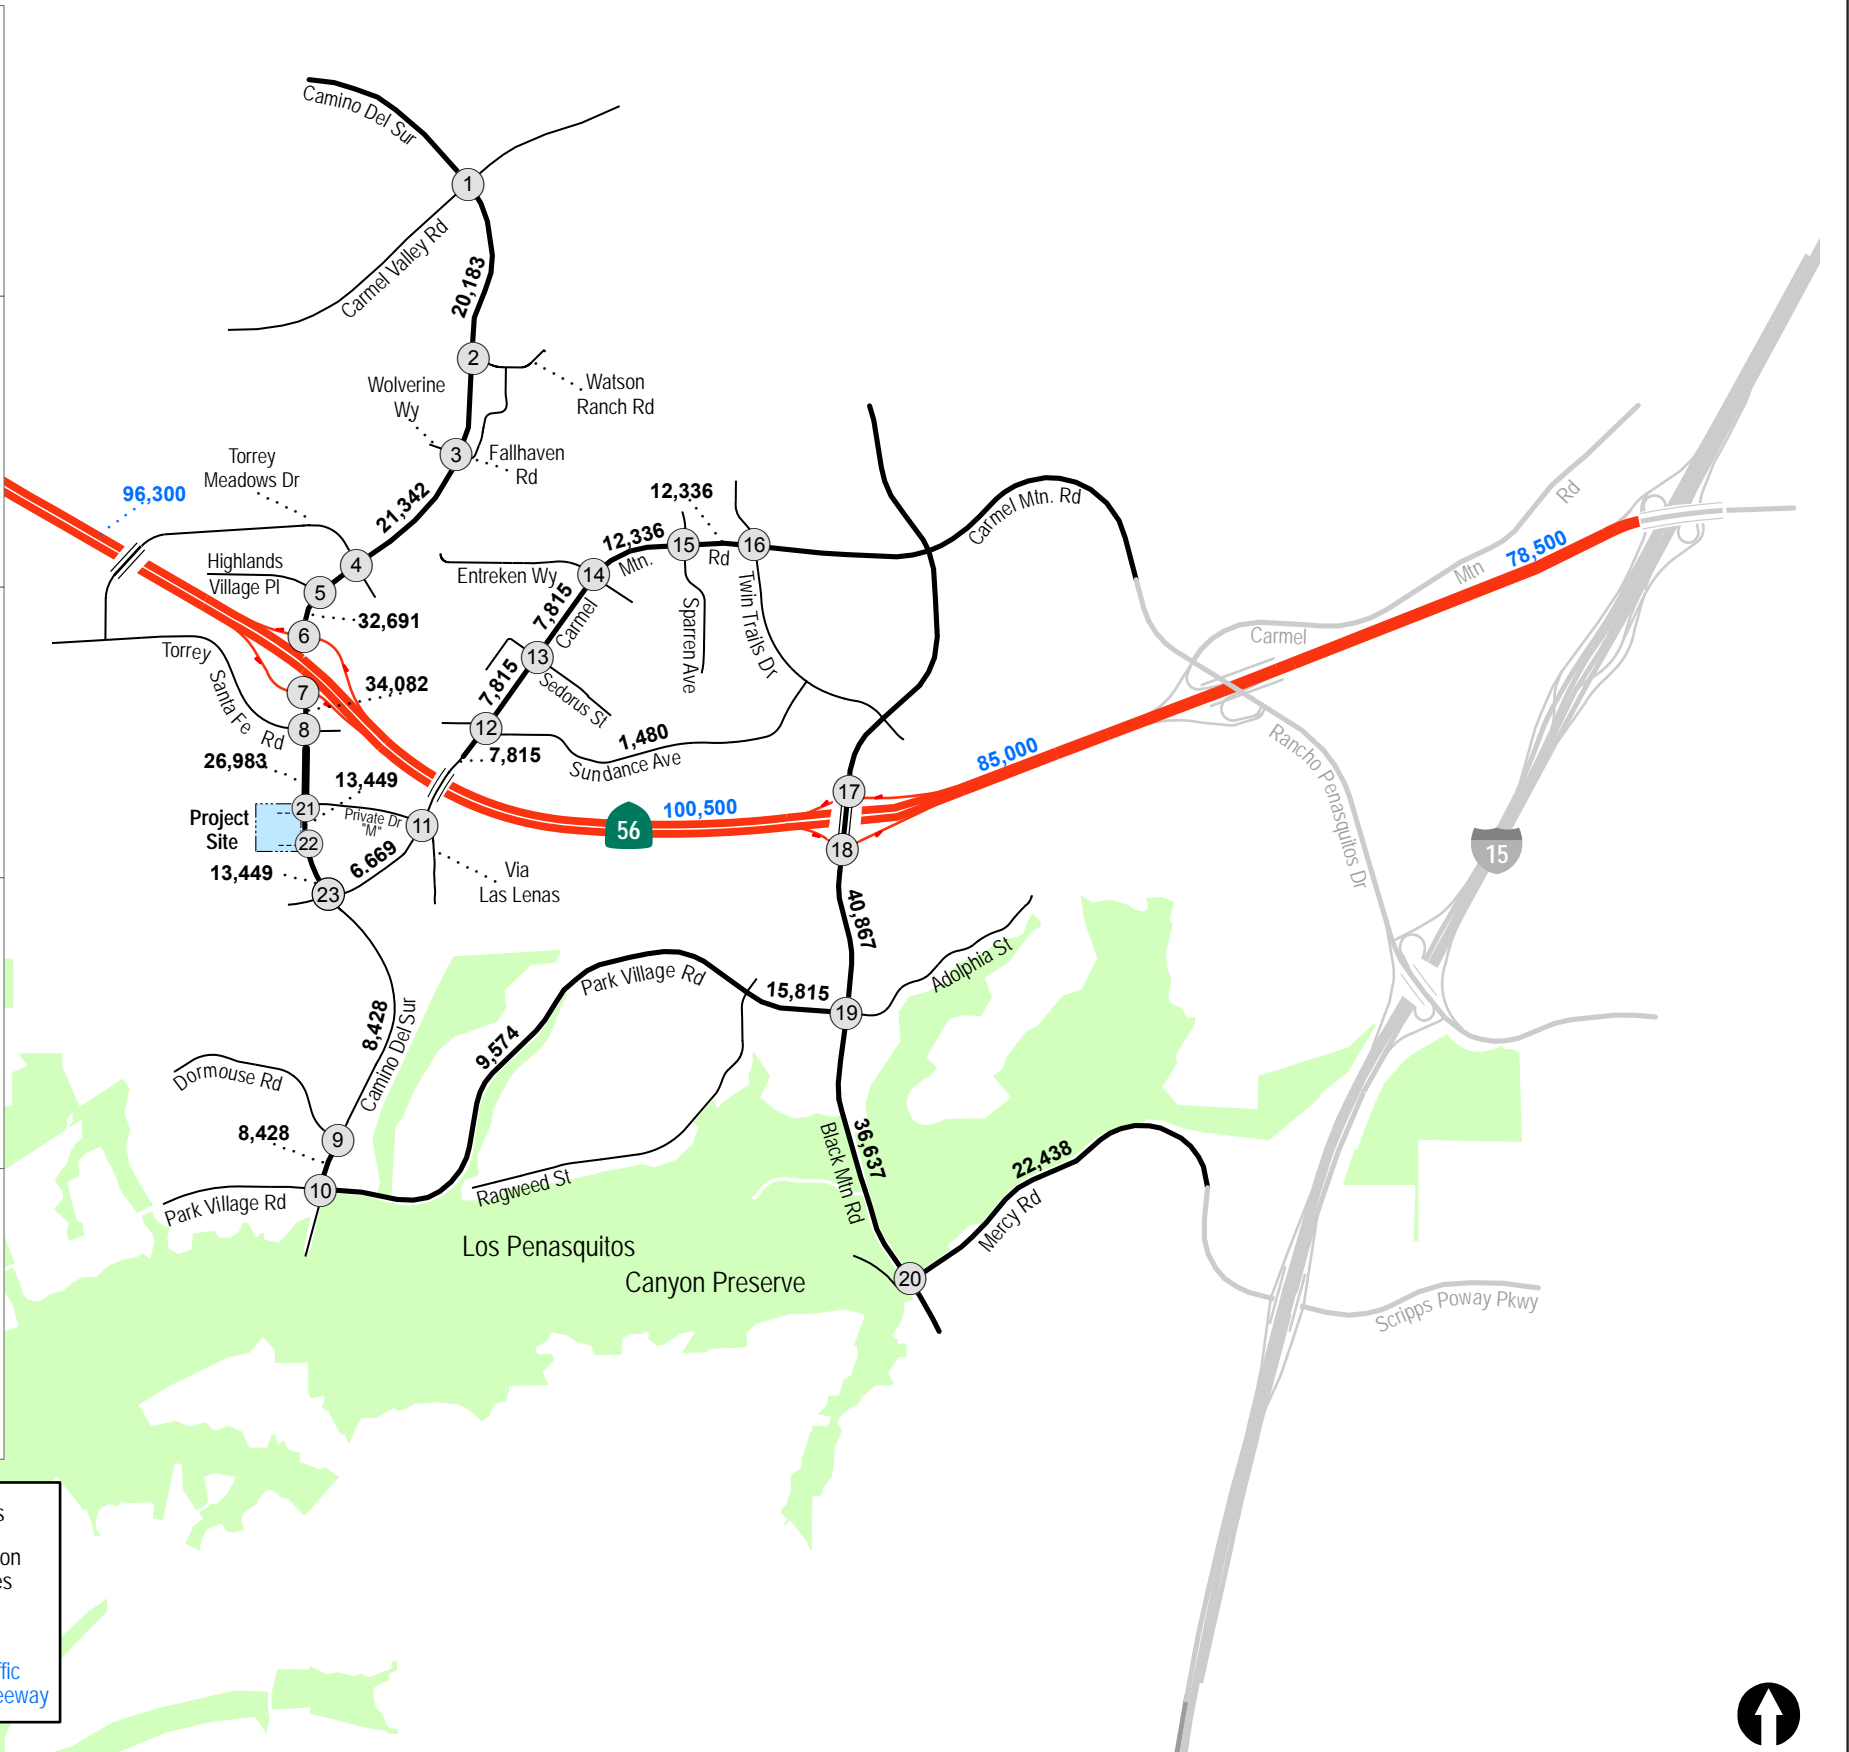 Camino Del Sur
1
Carmel Valley Rd
20,183
2
Wolverine
Wy
Watson
Ranch Rd
3
Fallhaven
Rd
Torrey
Meadows Dr
96,300
21,342
12,336
12,336
Carmel Mtn. Rd
Rd
Mtn
78,500
Highlands
Village Pl
4
5
Entreken Wy
14
Mtn.
15
Rd
16
32,691
6
7,815
Carmel
Sparren Ave
Twin Trails Dr
Carmel
Torrey
Santa Fe
Rd
7
34,082
8
13
7,815
Sedorus St
12
7,815
1,480
Sundance Ave
26,983
13,449
85,000
Rancho Penasquitos Dr
Project
Site
21
Private Dr
"M"
11
22
56
100,500
17
18
15
13,449
6.669
23
Via
Las Lenas
40,867
Adolphia St
Park Village Rd
15,815
19
8,428
Camino Del Sur
9,574
Dormouse Rd
8,428
9
36,637
Black Mtn Rd
22,438
Mercy Rd
10
Park Village Rd
Ragweed St
Los Penasquitos
Canyon Preserve
20
Scripps Poway Pkwy
s
on
es
ffic
eeway